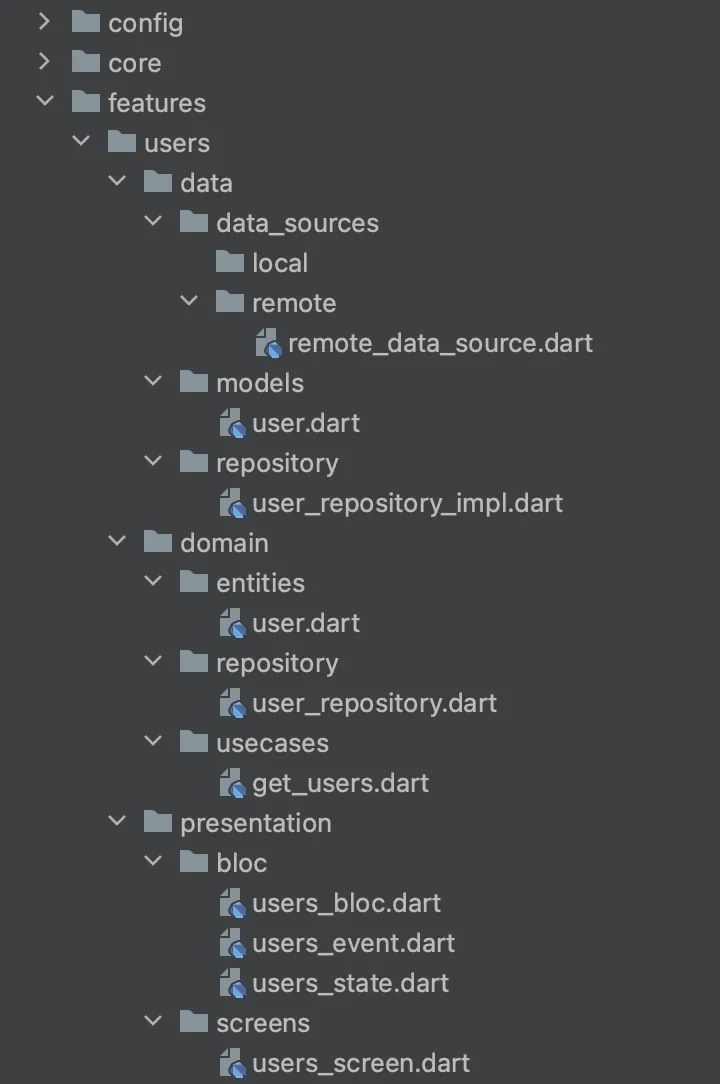 config
core
features
users
data
data_sources
local
remote
remote_data_source.dart
models
user.dart
repository
user_repository_impl.dart
domain
entities
user.dart
repository
user_repository.dart
usecases
get_users.dart
presentation
bloc
users_bloc.dart
users_event.dart
users_state.dart
screens
users_screen.dart